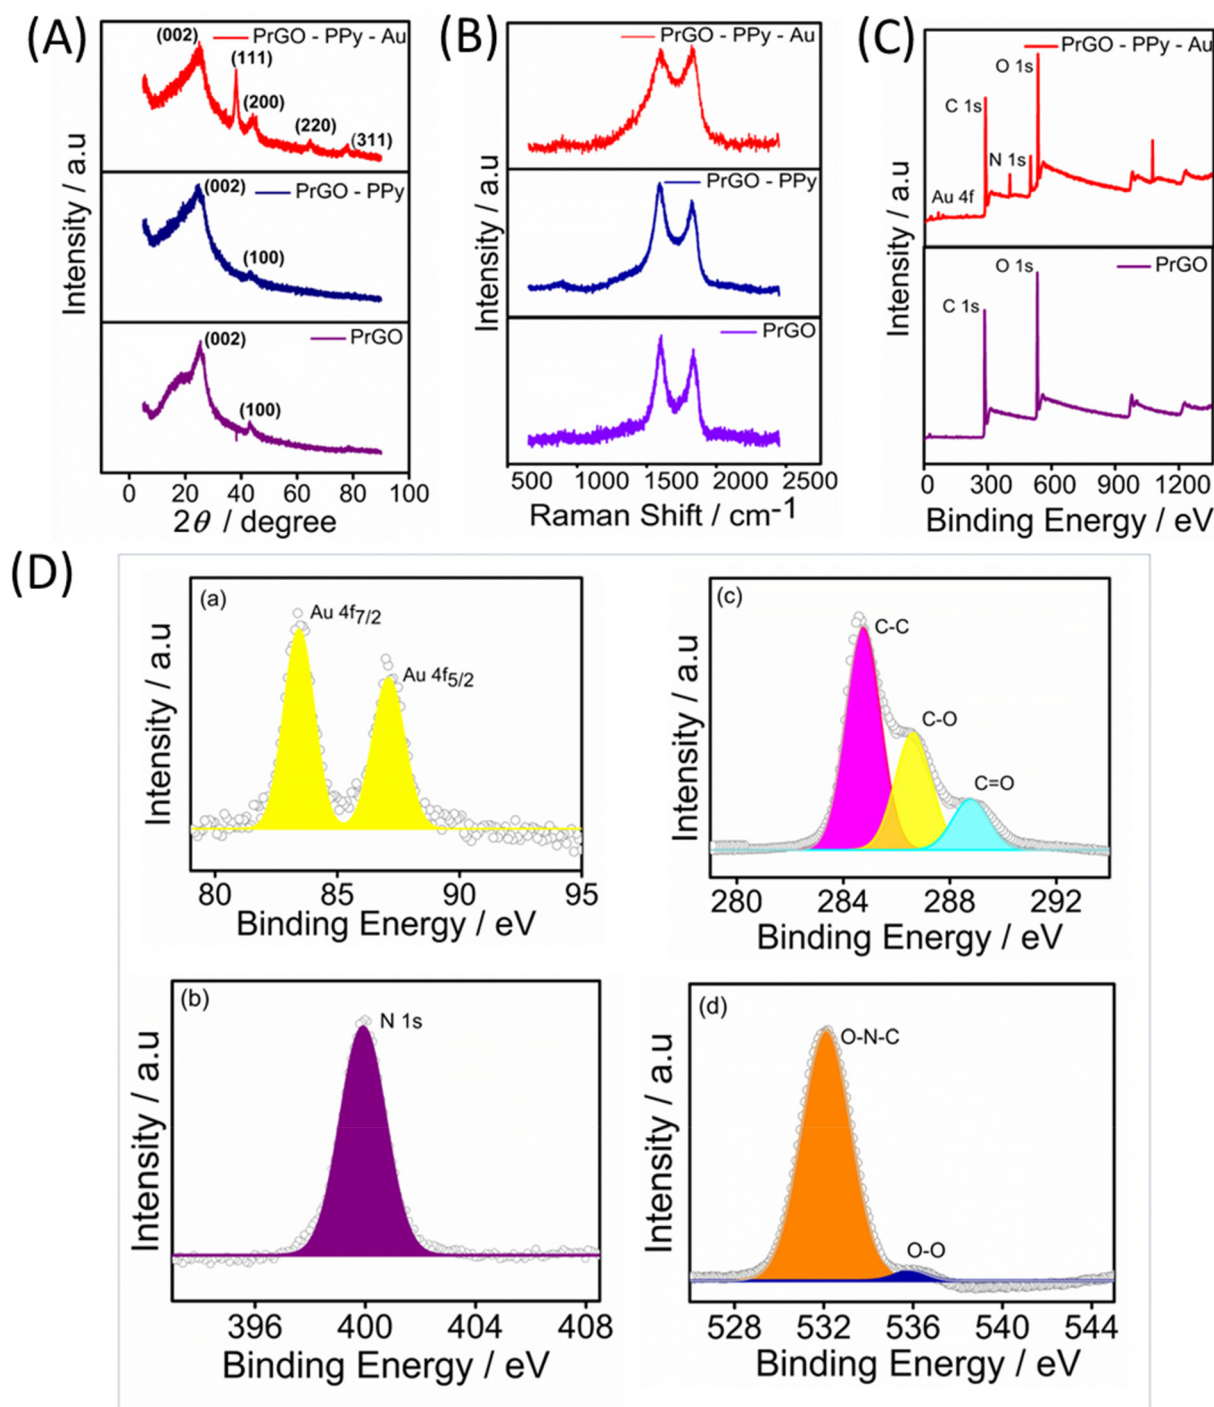 (A)
PrGO - PPy - Au
(002)
(111)
(200)
(220)
(311)
PrGO - PPy
(002)
(100)
PrGO
(002)
(100)
Intensity / a.u
0 20 40 60 80 100
2θ / degree
(B)
PrGO - PPy - Au
PrGO - PPy
PrGO
Intensity / a.u
500 1000 1500 2000 2500
Raman Shift / cm-1
(C)
PrGO - PPy - Au
O 1s
C 1s
N 1s
Au 4f
PrGO
O 1s
C 1s
Intensity / a.u
0 300 600 900 1200
Binding Energy / eV
(D)
(a)
Au 4f7/2
Au 4f5/2
Intensity / a.u
80 85 90 95
Binding Energy / eV
(c)
C-C
C-O
C=O
Intensity / a.u
280 284 288 292
Binding Energy / eV
(b)
N 1s
Intensity / a.u
396 400 404 408
Binding Energy / eV
(d)
O-N-C
O-O
Intensity / a.u
528 532 536 540 544
Binding Energy / eV